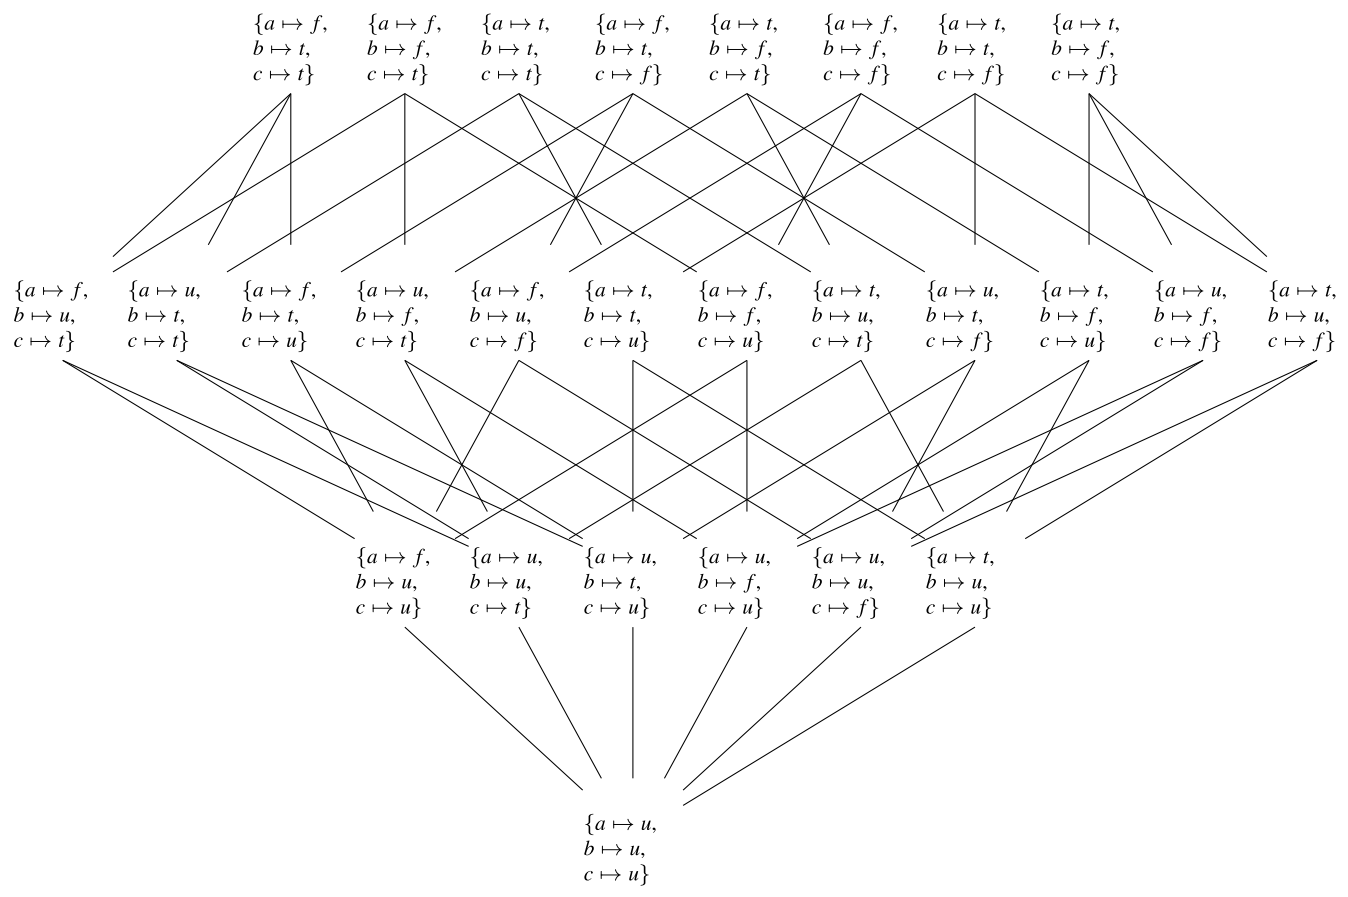 {a ↦ f, {a ↦ f, {a ↦ t, {a ↦ f, {a ↦ t, {a ↦ f, {a ↦ t, {a ↦ t,
b ↦ t, b ↦ f, b ↦ t, b ↦ t, b ↦ f, b ↦ f, b ↦ t, b ↦ f,
c ↦ t} c ↦ t} c ↦ t} c ↦ f} c ↦ t} c ↦ f} c ↦ f} c ↦ f}
{a ↦ f, {a ↦ u, {a ↦ f, {a ↦ u, {a ↦ f, {a ↦ t, {a ↦ f, {a ↦ t, {a ↦ u, {a ↦ t, {a ↦ u, {a ↦ t,
b ↦ u, b ↦ t, b ↦ t, b ↦ f, b ↦ u, b ↦ t, b ↦ f, b ↦ u, b ↦ t, b ↦ f, b ↦ f, b ↦ u,
c ↦ t} c ↦ t} c ↦ u} c ↦ t} c ↦ f} c ↦ u} c ↦ u} c ↦ t} c ↦ f} c ↦ u} c ↦ f} c ↦ f}
{a ↦ f, {a ↦ u, {a ↦ u, {a ↦ u, {a ↦ u, {a ↦ t,
b ↦ u, b ↦ u, b ↦ t, b ↦ f, b ↦ u, b ↦ u,
c ↦ u} c ↦ t} c ↦ u} c ↦ u} c ↦ f} c ↦ u}
{a ↦ u,
b ↦ u,
c ↦ u}